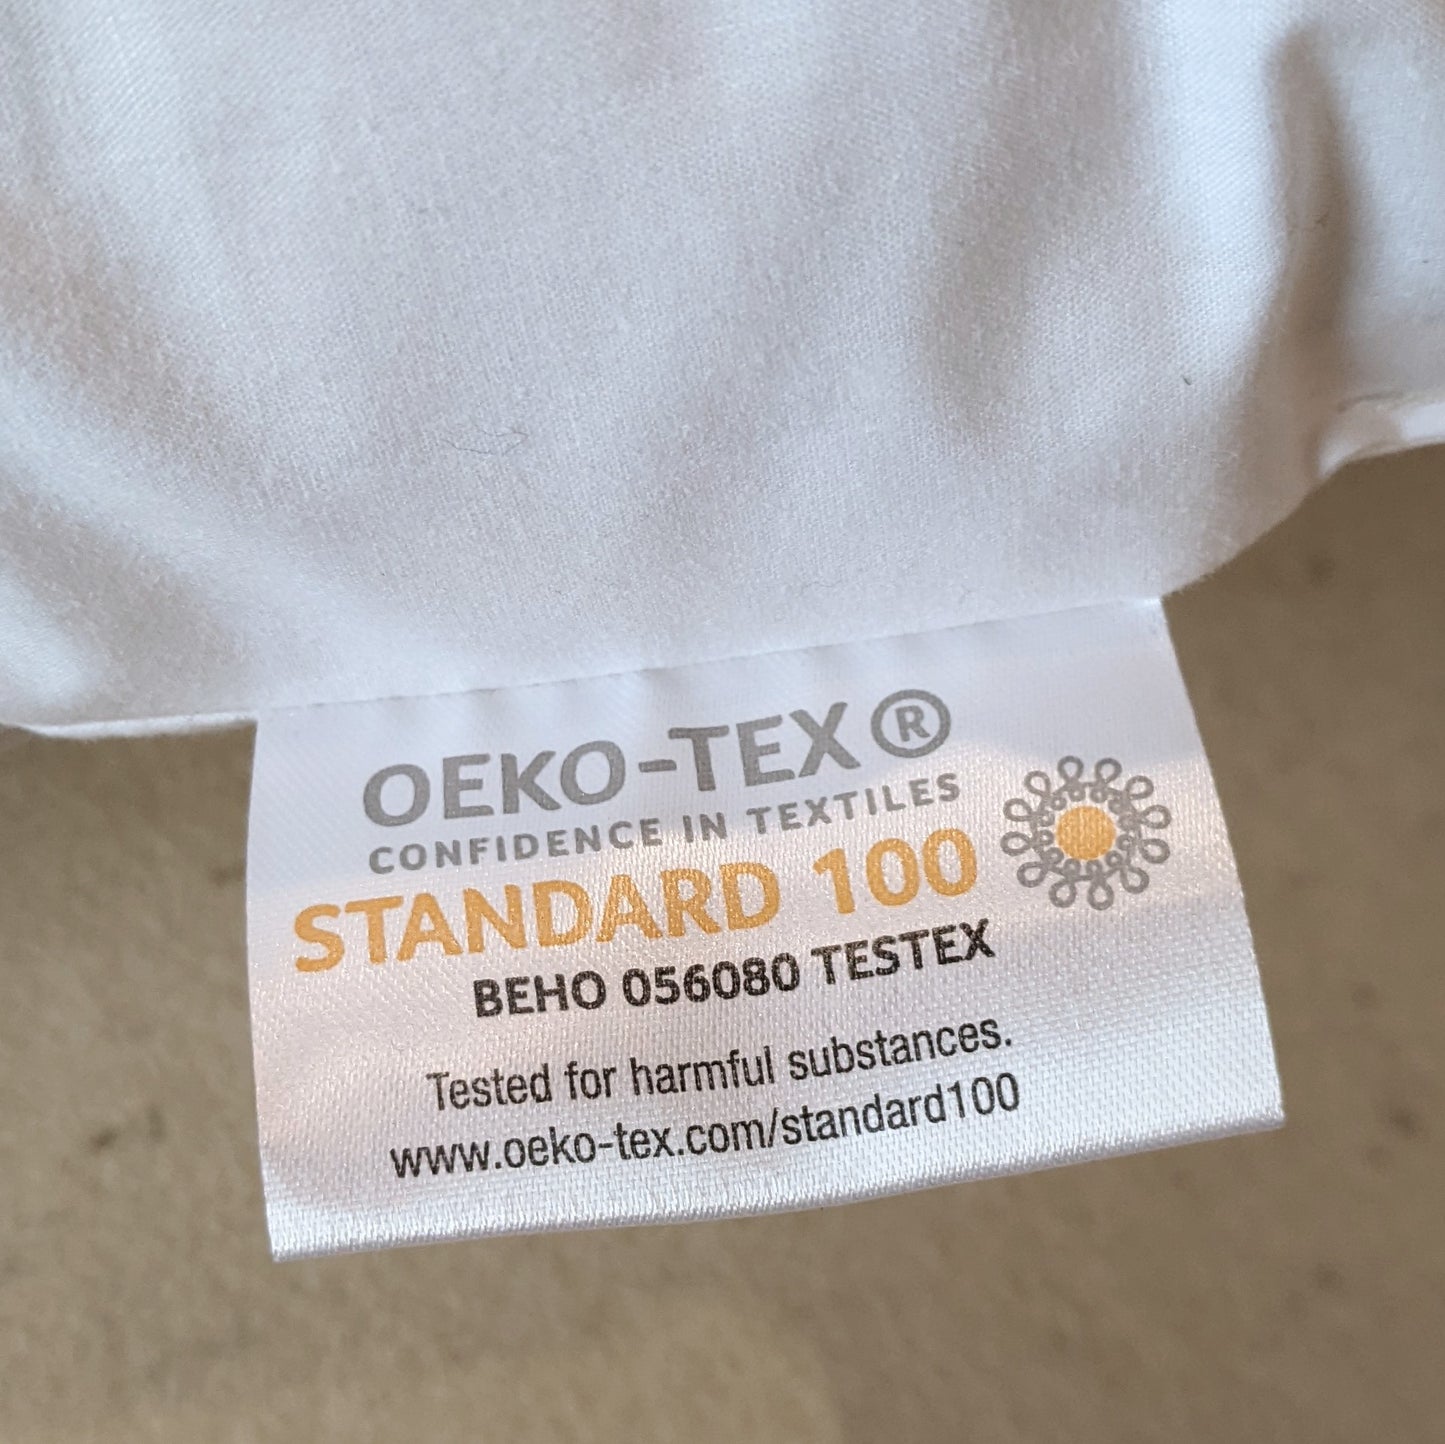 OEKO-TEX®
CONFIDENCE IN TEXTILES
STANDARD 100
BEHO 056080 TESTEX
Tested for harmful substances.
www.oeko-tex.com/standard100